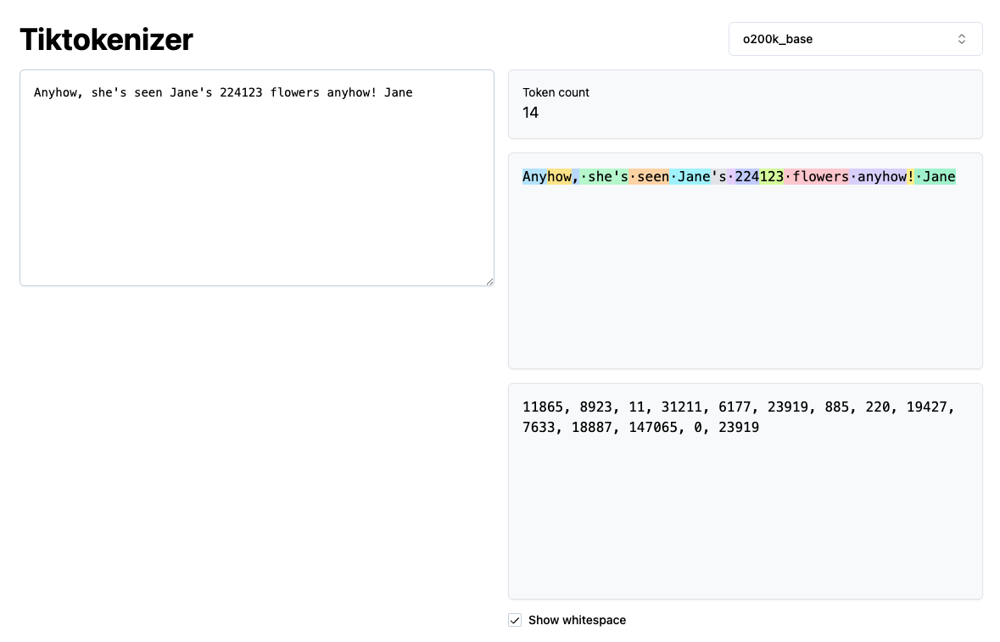 Tiktokenizer
o200k_base
Anyhow, she's seen Jane's 224123 flowers anyhow! Jane
Token count
14
Anyhow,·she's·seen·Jane's·224123·flowers·anyhow!·Jane
11865, 8923, 11, 31211, 6177, 23919, 885, 220, 19427,
7633, 18887, 147065, 0, 23919
Show whitespace